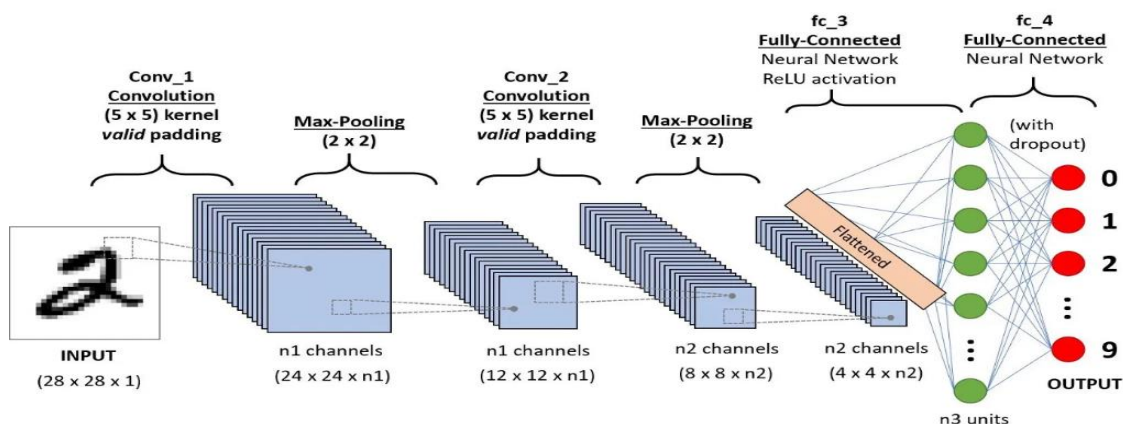 fc_3
Fully-Connected
Neural Network
ReLU activation
fc_4
Fully-Connected
Neural Network
Conv_1
Convolution
(5 x 5) kernel
valid padding
Max-Pooling
(2 x 2)
Conv_2
Convolution
(5 x 5) kernel
valid padding
Max-Pooling
(2 x 2)
(with
dropout)
0
1
2
9
OUTPUT
Flattened
2
INPUT
(28 x 28 x 1)
n1 channels
(24 x 24 x n1)
n1 channels
(12 x 12 x n1)
n2 channels
(8 x 8 x n2)
n2 channels
(4 x 4 x n2)
n3 units